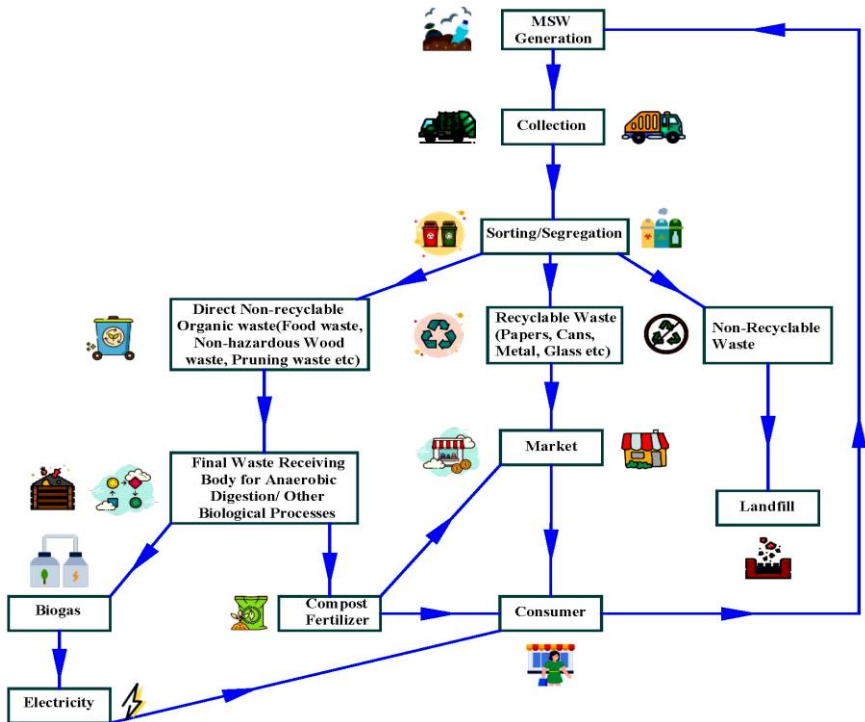 MSW
Generation
Collection
Sorting/Segregation
Direct Non-recyclable
Organic waste(Food waste,
Non-hazardous Wood
waste, Pruning waste etc)
Recyclable Waste
(Papers, Cans,
Metal, Glass etc)
Non-Recyclable
Waste
Market
Final Waste Receiving
Body for Anaerobic
Digestion/ Other
Biological Processes
Landfill
Biogas
Compost
Fertilizer
Consumer
Electricity